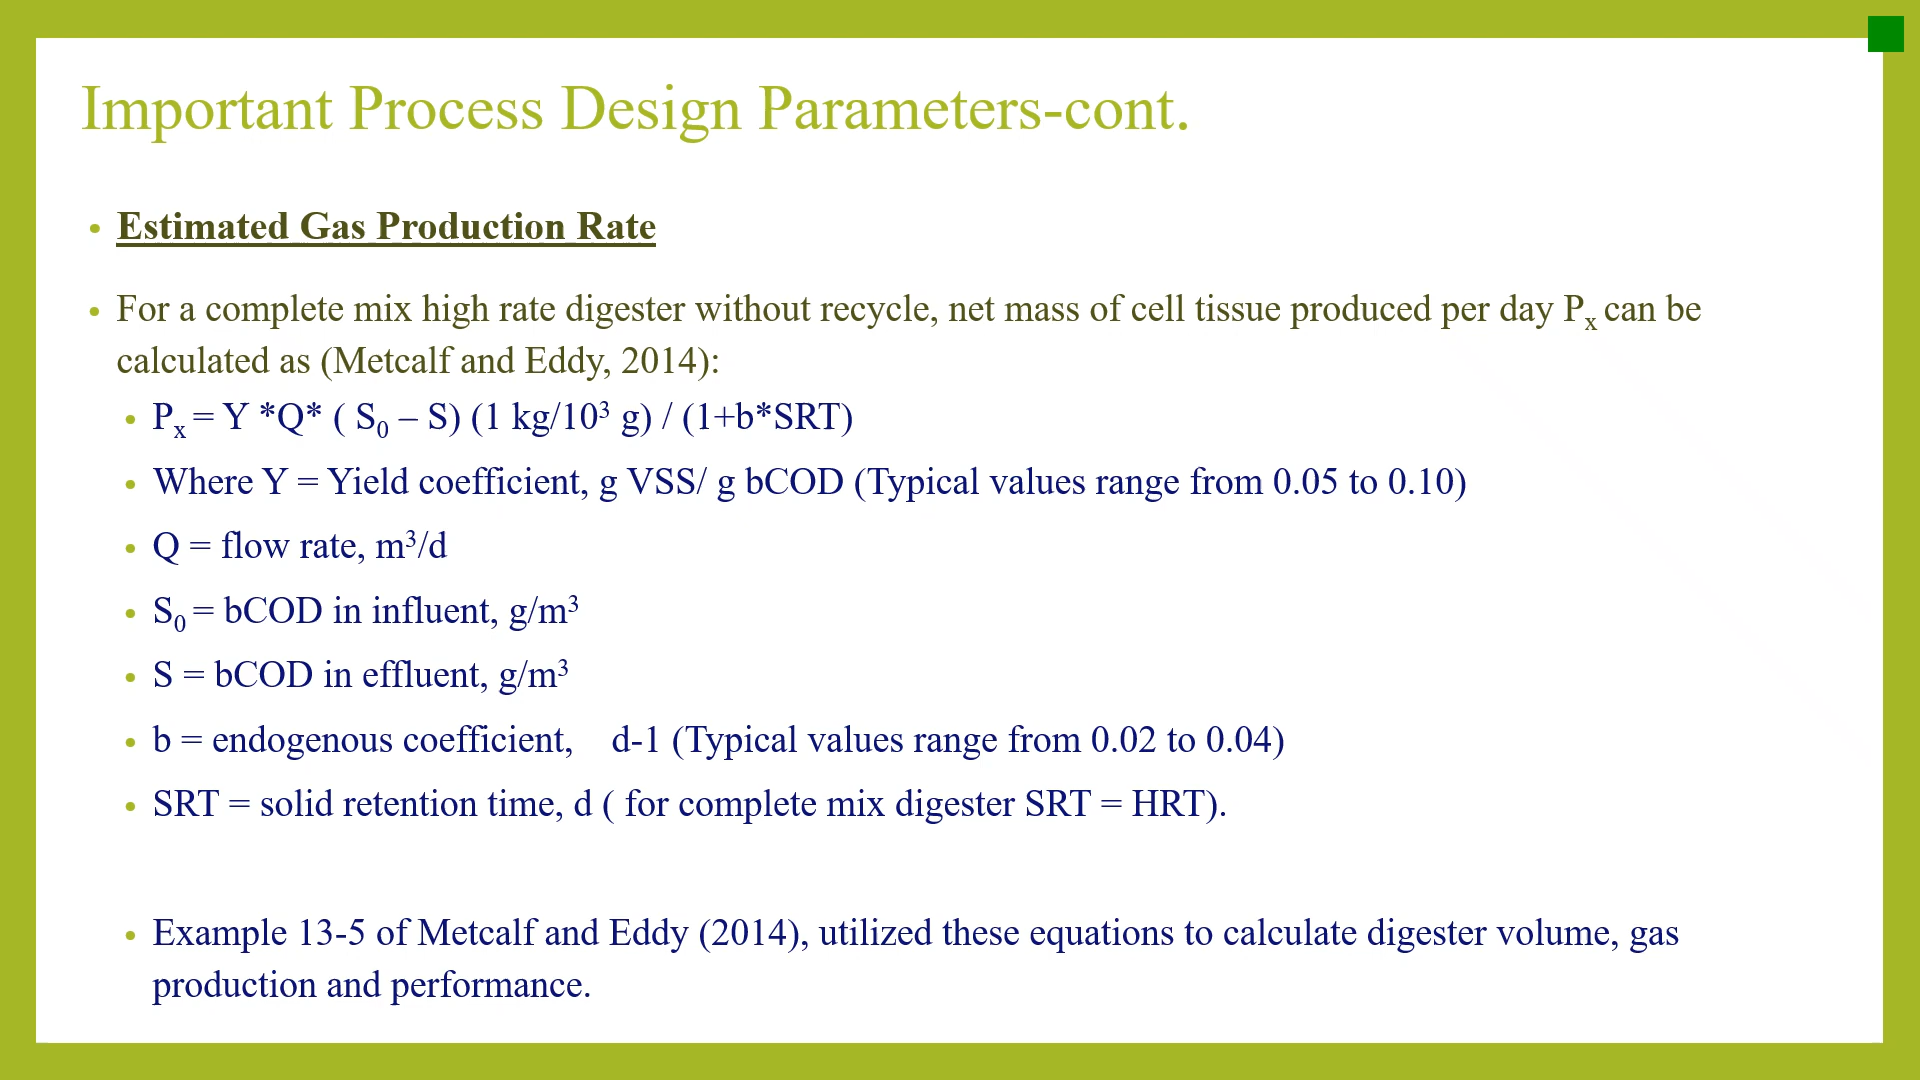 Important Process Design Parameters-cont.
• Estimated Gas Production Rate
• For a complete mix high rate digester without recycle, net mass of cell tissue produced per day Pₓ can be
calculated as (Metcalf and Eddy, 2014):
• Pₓ = Y *Q* ( S₀ – S) (1 kg/10³ g) / (1+b*SRT)
• Where Y = Yield coefficient, g VSS/ g bCOD (Typical values range from 0.05 to 0.10)
• Q = flow rate, m³/d
• S₀ = bCOD in influent, g/m³
• S = bCOD in effluent, g/m³
• b = endogenous coefficient, d-1 (Typical values range from 0.02 to 0.04)
• SRT = solid retention time, d ( for complete mix digester SRT = HRT).
• Example 13-5 of Metcalf and Eddy (2014), utilized these equations to calculate digester volume, gas
production and performance.